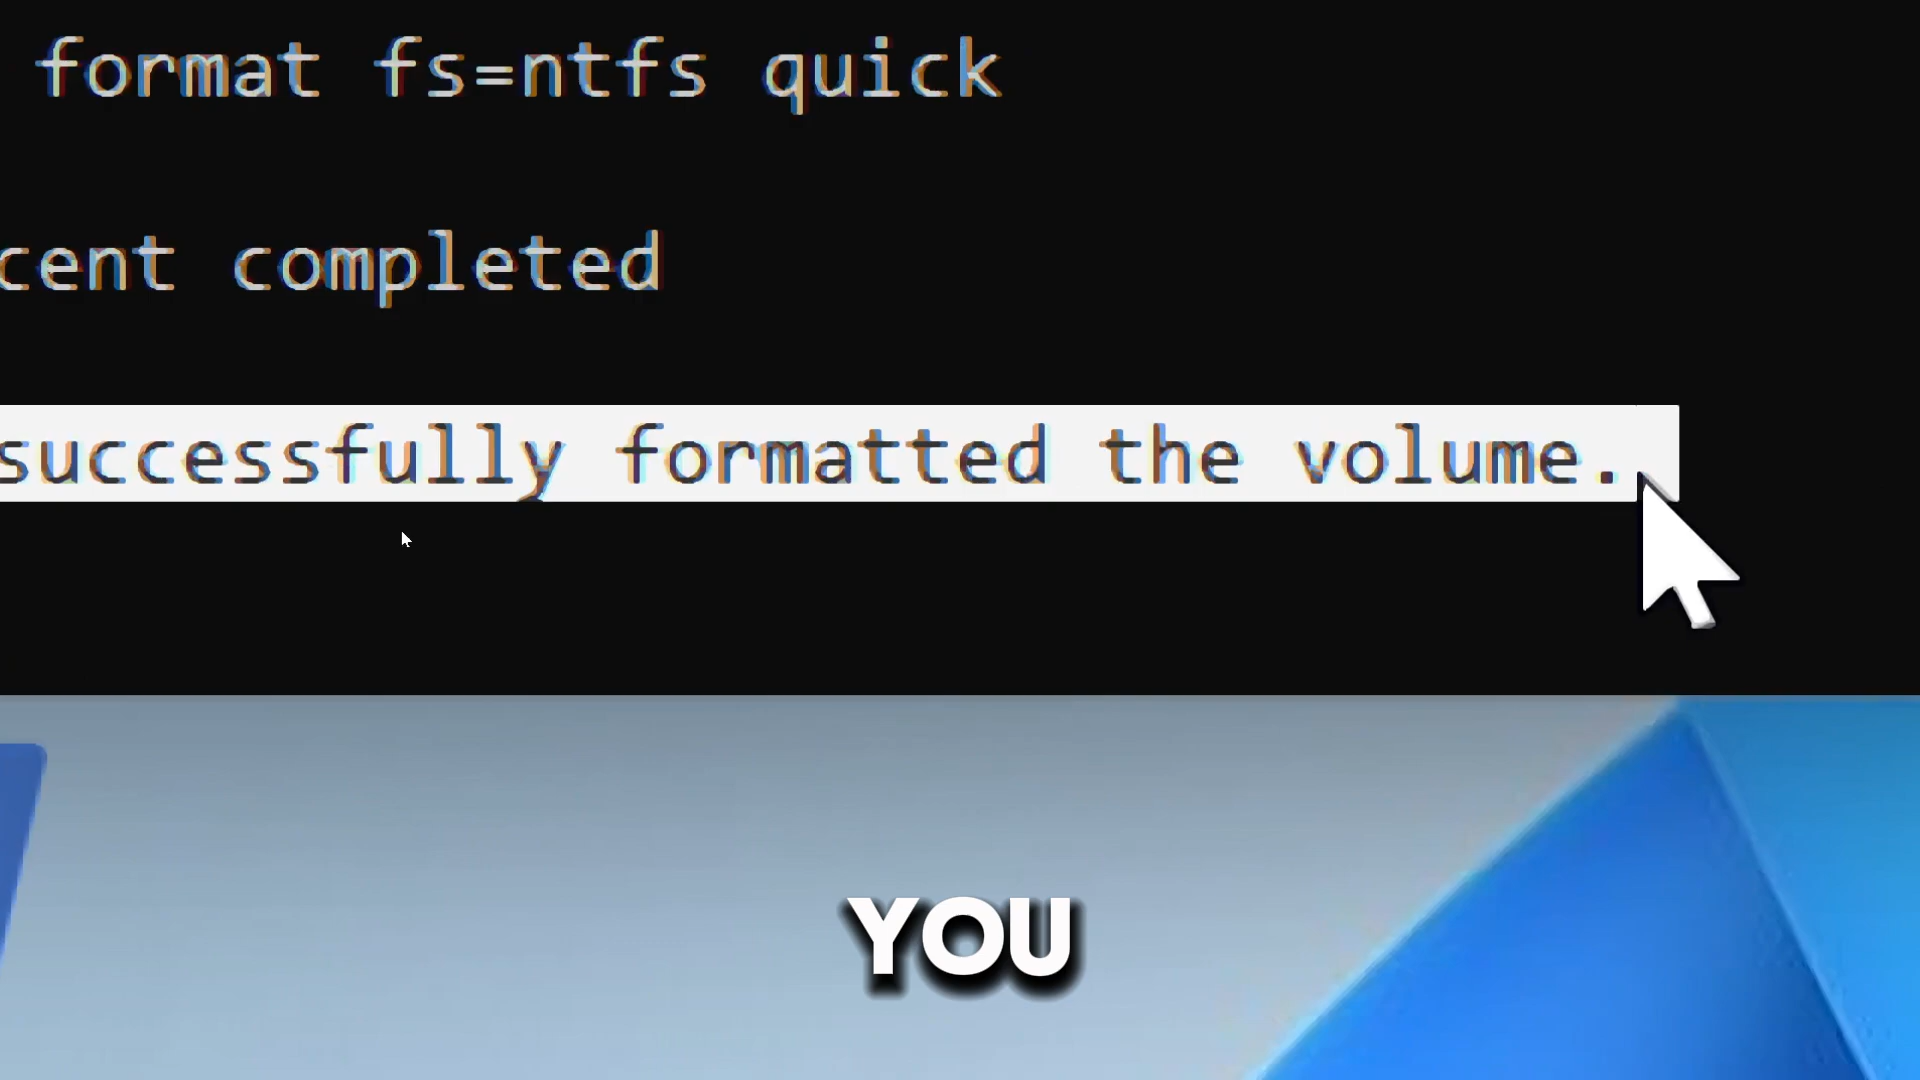 format fs=ntfs quick
cent completed
successfully formatted the volume.
YOU